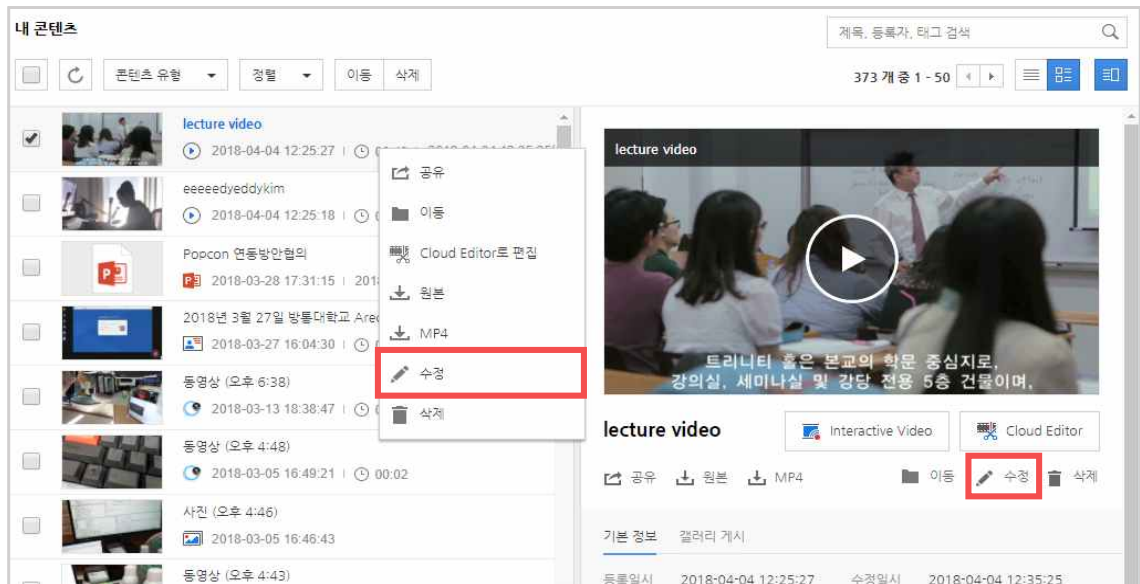 내 콘텐츠
제목, 등록자, 태그 검색
콘텐츠 유형
정렬
이동
삭제
373 개 중 1 - 50
lecture video
2018-04-04 12:25:27
eeeeedyeddykim
2018-04-04 12:25:18
Popcon 연동방안협의
2018-03-28 17:31:15
2018년 3월 27일 방통대학교
2018-03-27 16:04:30
동영상 (오후 6:38)
2018-03-13 18:38:47
동영상 (오후 4:48)
2018-03-05 16:49:21 00:02
사진 (오후 4:46)
2018-03-05 16:46:43
동영상 (오후 4:43)
공유
이동
Cloud Editor로 편집
원본
MP4
수정
삭제
lecture video
트리니티 홀은 본교의 학문 중심지로,
강의실, 세미나실 및 강당 전용 5층 건물이며,
lecture video
Interactive Video
Cloud Editor
공유 원본 MP4 이동 수정 삭제
기본 정보 갤러리 게시
등록일시 2018-04-04 12:25:27 수정일시 2018-04-04 12:35:25